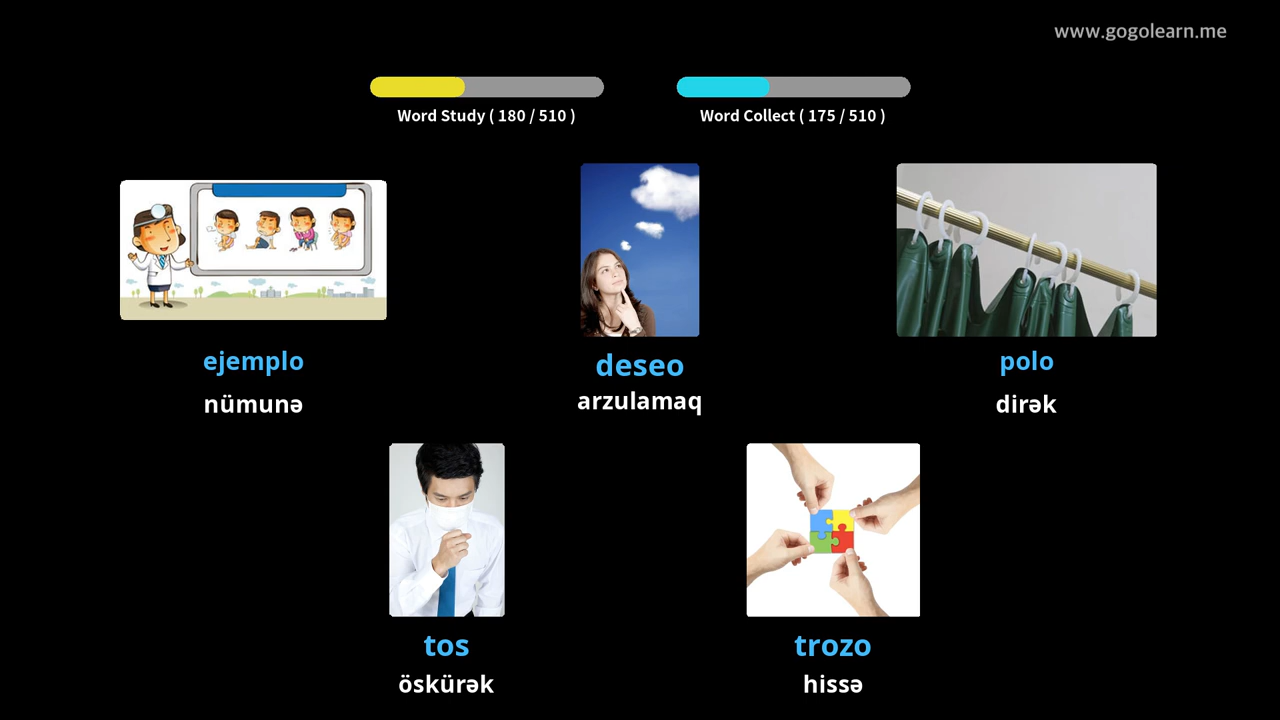 www.gogolearn.me
Word Study ( 180 / 510 )
Word Collect ( 175 / 510 )
ejemplo
nümunə
deseo
arzulamaq
polo
dirək
tos
öskürək
trozo
hissə